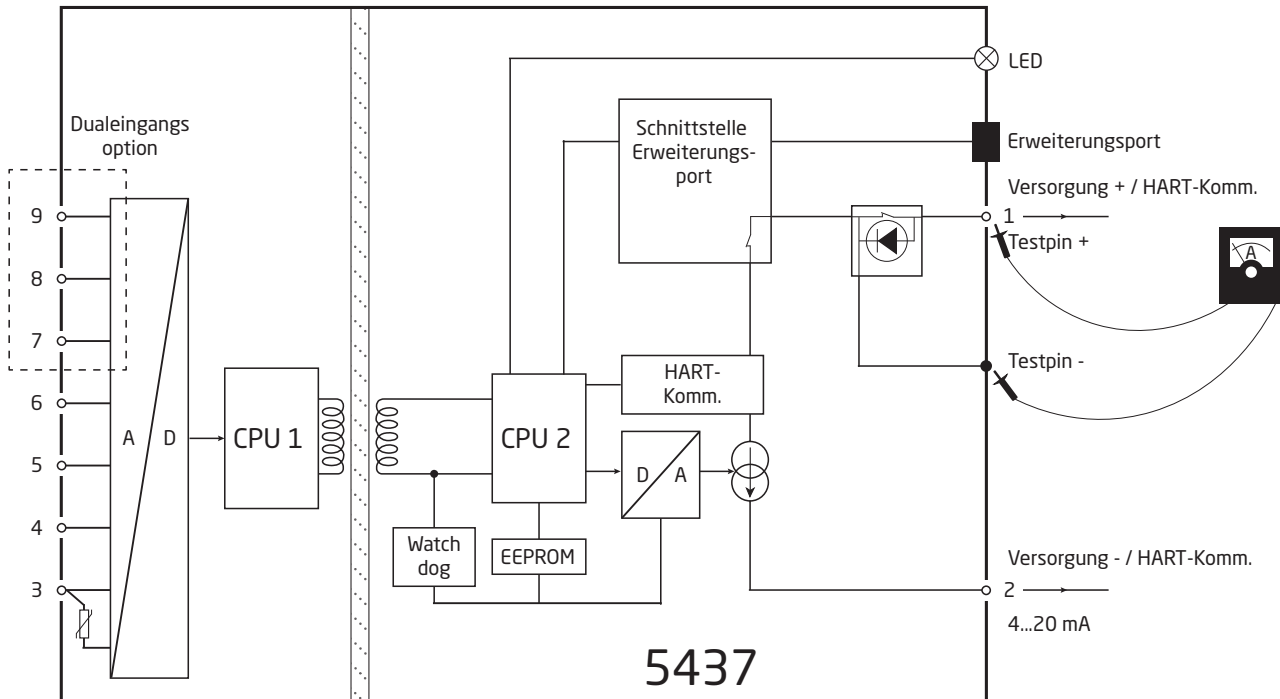 LED
Dualeingangs
option
Schnittstelle
Erweiterungs-
port
Erweiterungsport
Versorgung + / HART-Komm.
9
1
Testpin +
A
8
7
Testpin -
HART-
Komm.
6
A
D
CPU 1
CPU 2
5
D
A
4
Watch
dog
EEPROM
Versorgung - / HART-Komm.
3
2
4...20 mA
5437